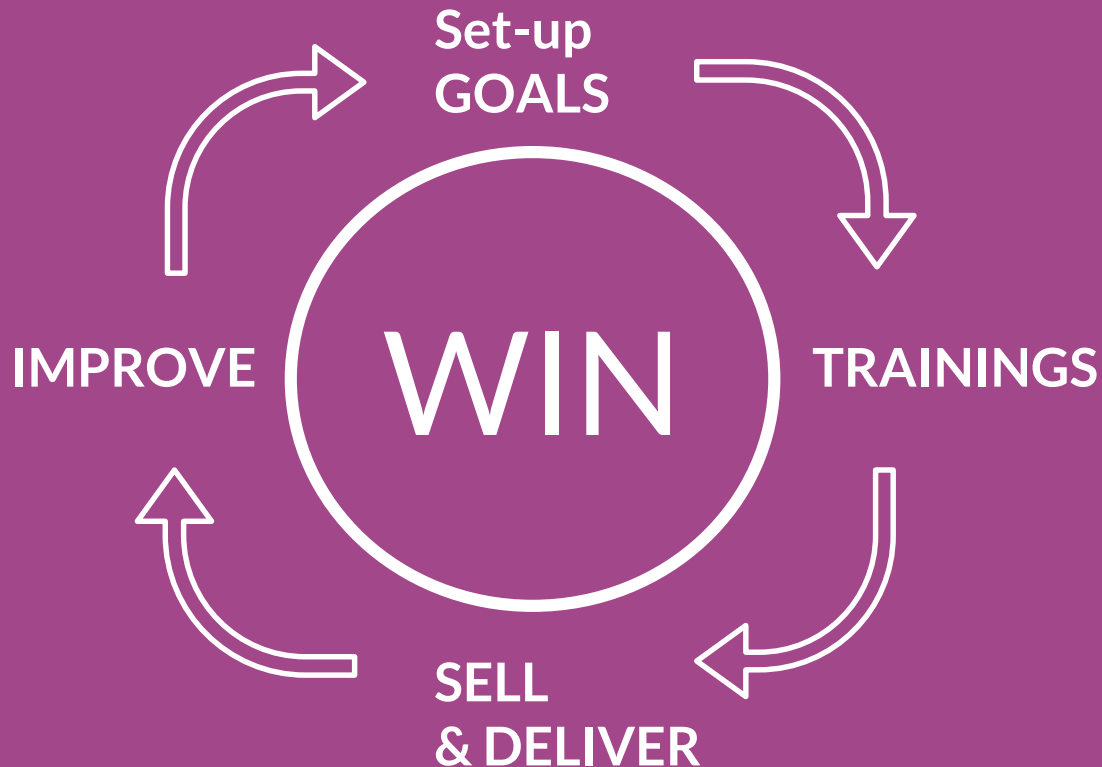 Set-up
GOALS
IMPROVE
WIN
TRAININGS
SELL
& DELIVER